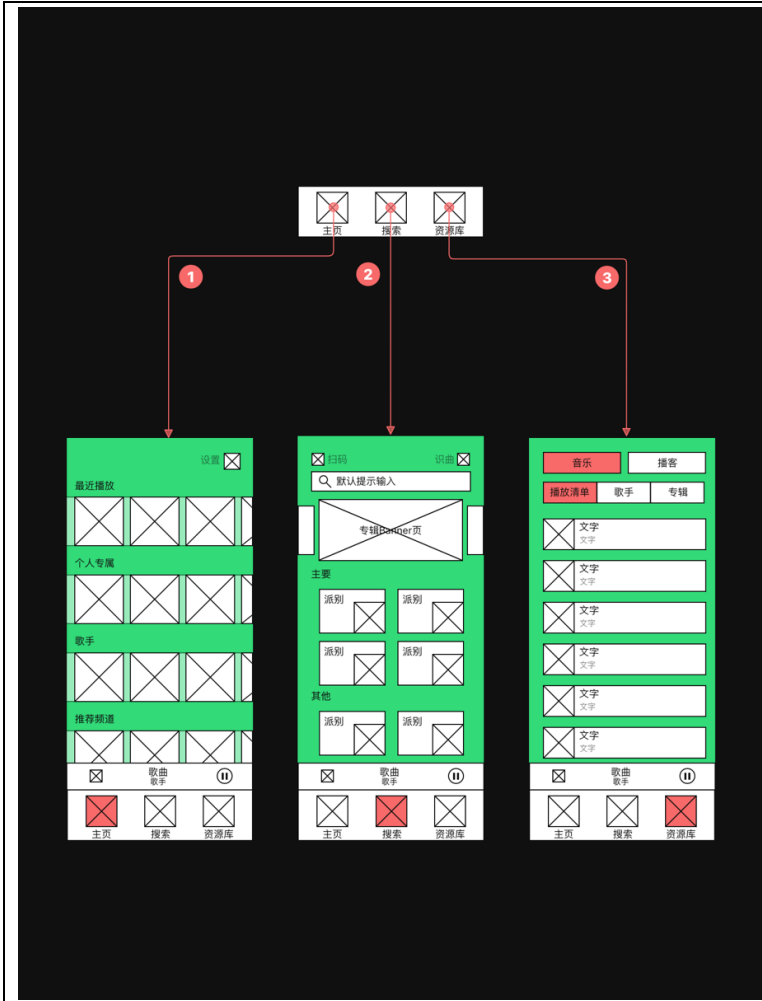 主页 搜索 资源库
1
2
3
设置
最近播放
个人专属
歌手
推荐频道
歌曲
歌手
主页 搜索 资源库
扫码 识曲
默认提示输入
专辑Banner页
主要
派别 派别
派别 派别
其他
派别 派别
歌曲
歌手
主页 搜索 资源库
音乐 播客
播放清单 歌手 专辑
文字
文字
文字
文字
文字
文字
文字
文字
文字
文字
文字
文字
歌曲
歌手
主页 搜索 资源库